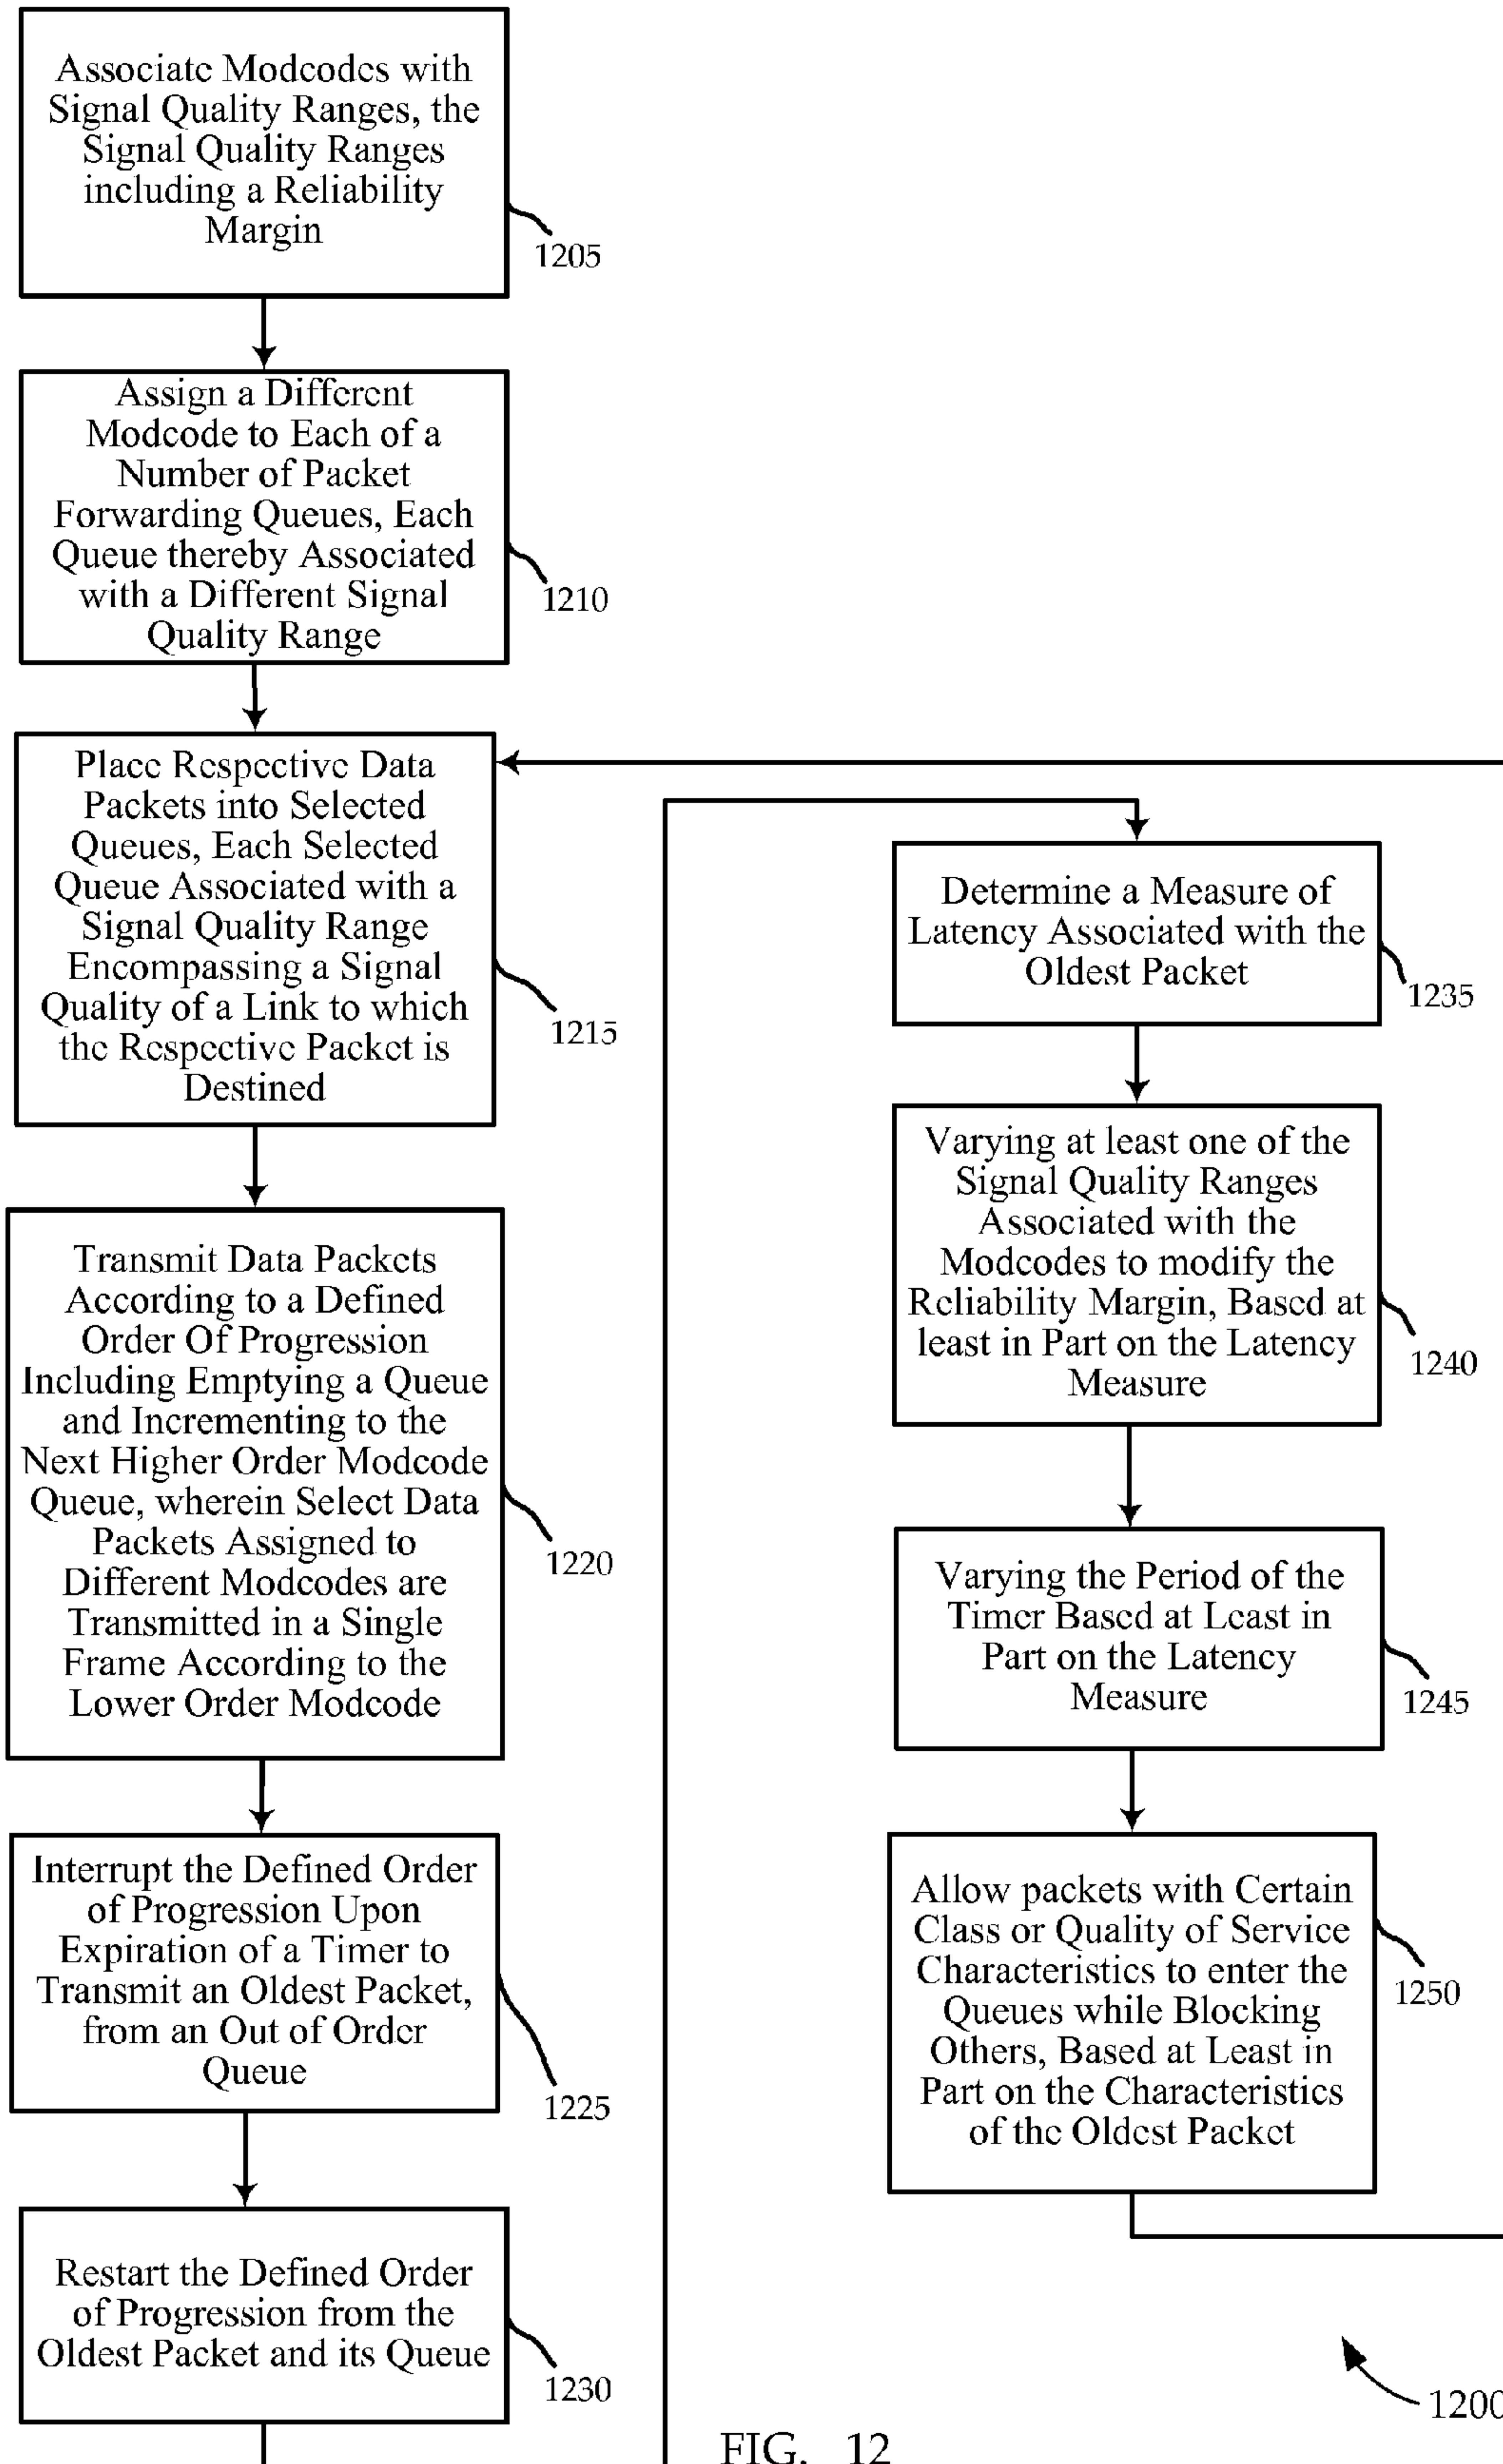 Associate Modcodes with
Signal Quality Ranges, the
Signal Quality Ranges
including a Reliability
Margin
1205
Assign a Different
Modcode to Each of a
Number of Packet
Forwarding Queues, Each
Queue thereby Associated
with a Different Signal
Quality Range
1210
Place Respective Data
Packets into Selected
Queues, Each Selected
Queue Associated with a
Signal Quality Range
Encompassing a Signal
Quality of a Link to which
the Respective Packet is
Destined
1215
Transmit Data Packets
According to a Defined
Order Of Progression
Including Emptying a Queue
and Incrementing to the
Next Higher Order Modcode
Queue, wherein Select Data
Packets Assigned to
Different Modcodes are
Transmitted in a Single
Frame According to the
Lower Order Modcode
1220
Interrupt the Defined Order
of Progression Upon
Expiration of a Timer to
Transmit an Oldest Packet,
from an Out of Order
Queue
1225
Restart the Defined Order
of Progression from the
Oldest Packet and its Queue
1230
Determine a Measure of
Latency Associated with the
Oldest Packet
1235
Varying at least one of the
Signal Quality Ranges
Associated with the
Modcodes to modify the
Reliability Margin, Based at
least in Part on the Latency
Measure
1240
Varying the Period of the
Timer Based at Least in
Part on the Latency
Measure
1245
Allow packets with Certain
Class or Quality of Service
Characteristics to enter the
Queues while Blocking
Others, Based at Least in
Part on the Characteristics
of the Oldest Packet
1250
1200
FIG. 12